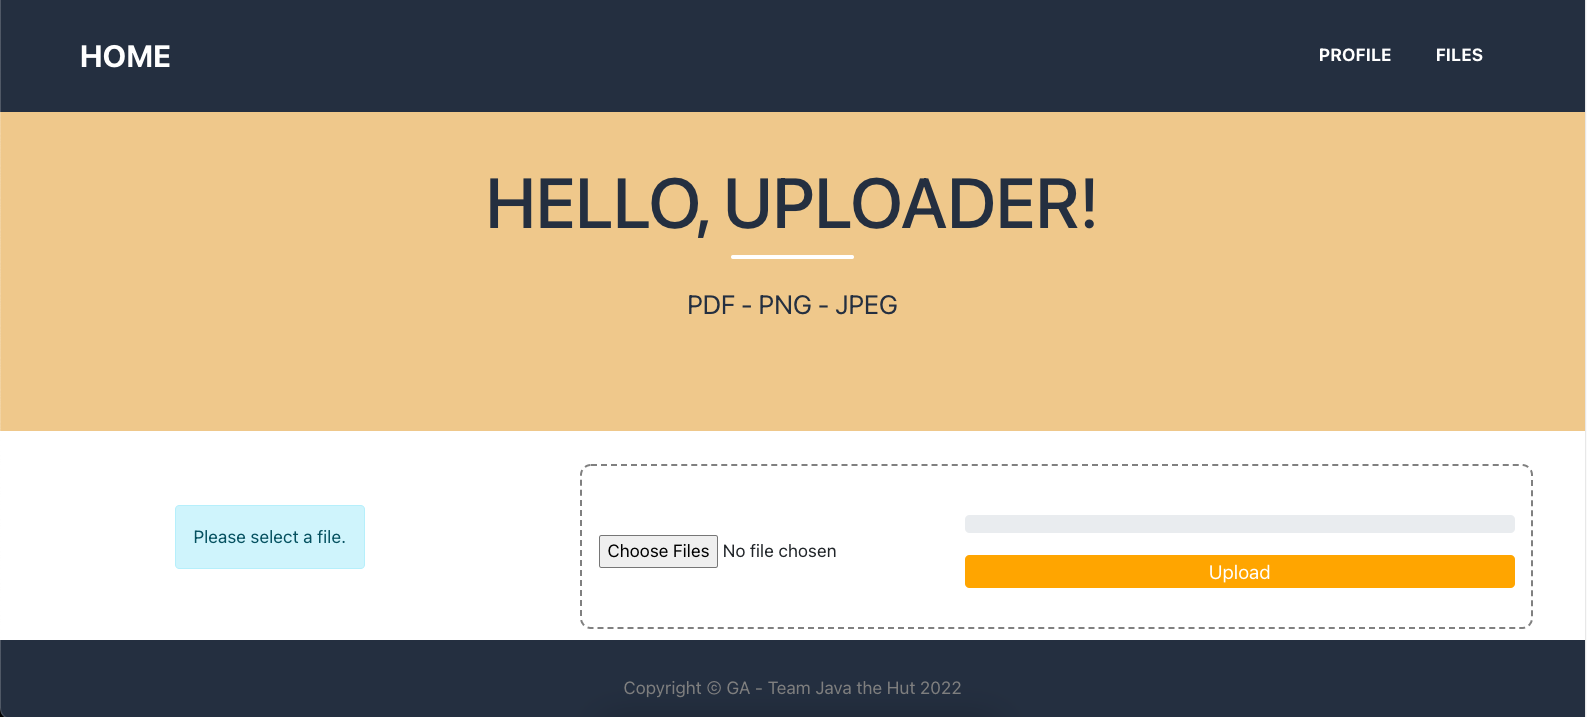 HOME
PROFILE FILES
HELLO, UPLOADER!
PDF - PNG - JPEG
Please select a file.
Choose Files No file chosen
Upload
Copyright © GA - Team Java the Hut 2022